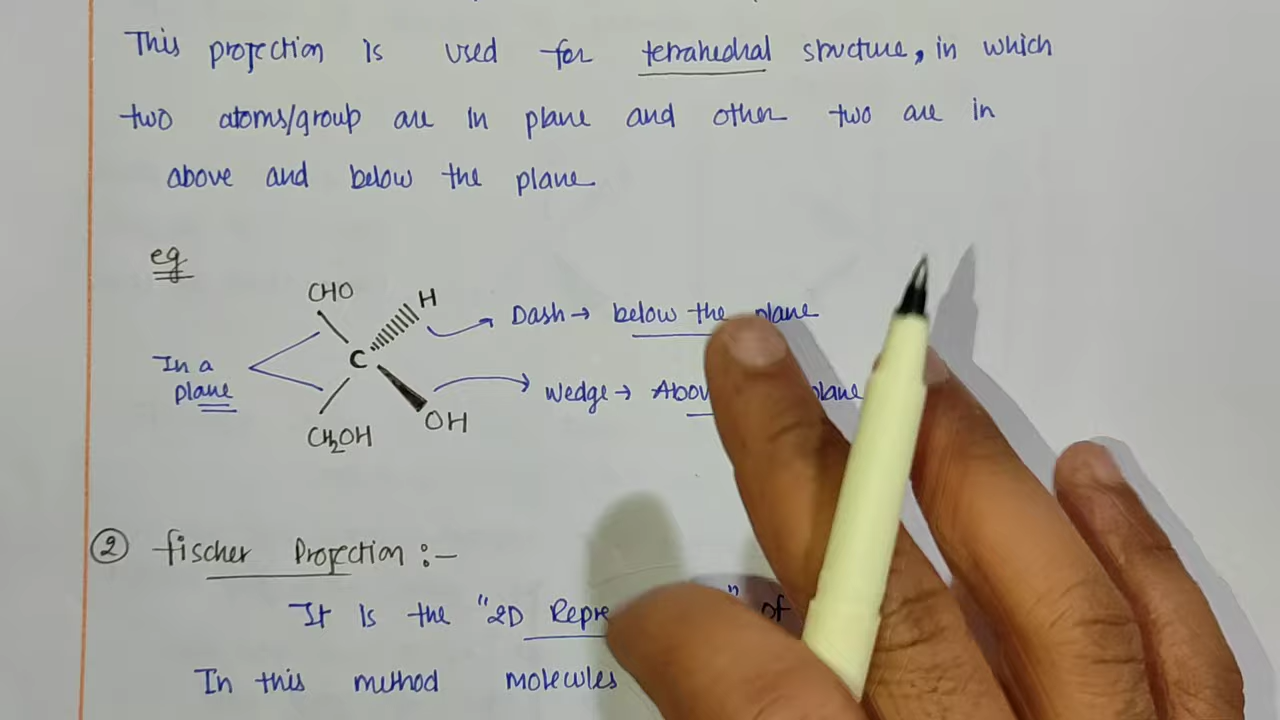 This projection is used for tetrahedral structure, in which
two atoms/group are in plane and other two are in
above and below the plane
eg
CHO
H
Dash → below the plane
In a
plane
C
Wedge → Above plane
OH
CH2OH
② fischer Projection :-
It is the "2D " of
In this method molecules